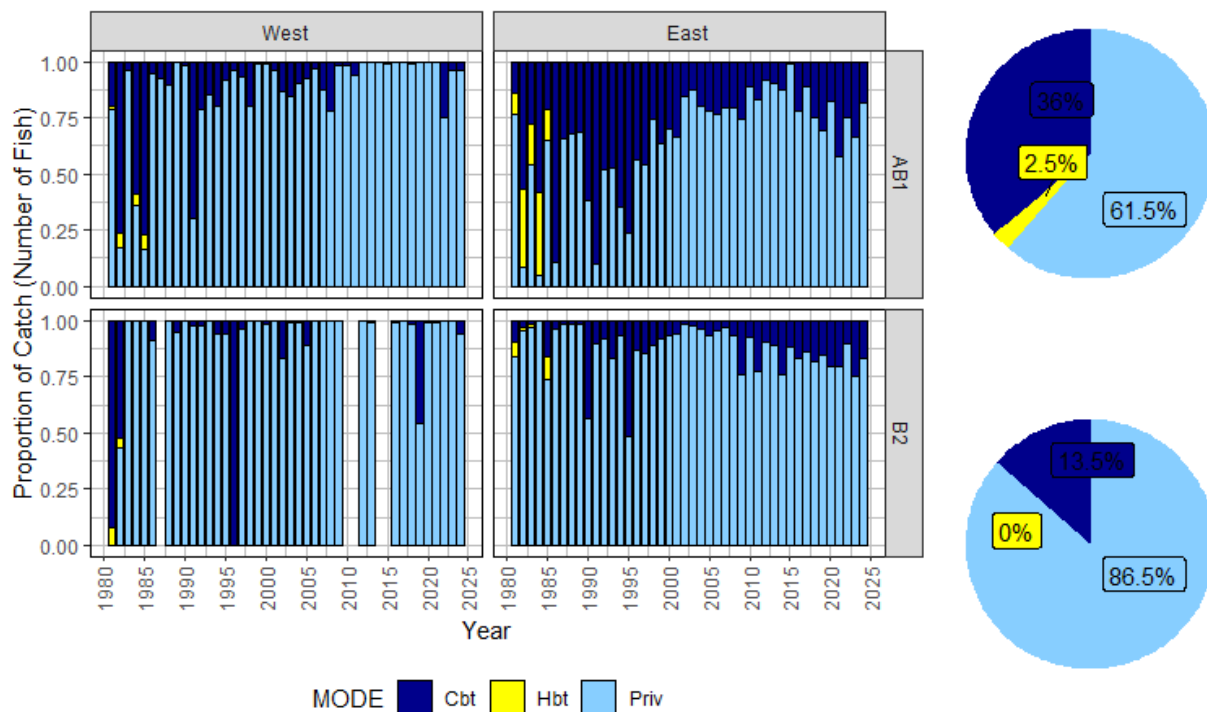 West East
Proportion of Catch (Number of Fish)
1.00
0.75
0.50
0.25
0.00
AB1
1.00
0.75
0.50
0.25
0.00
B2
1980 1985 1990 1995 2000 2005 2010 2015 2020 2025
1980 1985 1990 1995 2000 2005 2010 2015 2020 2025
Year
MODE Cbt Hbt Priv
36%
2.5%
61.5%
13.5%
0%
86.5%